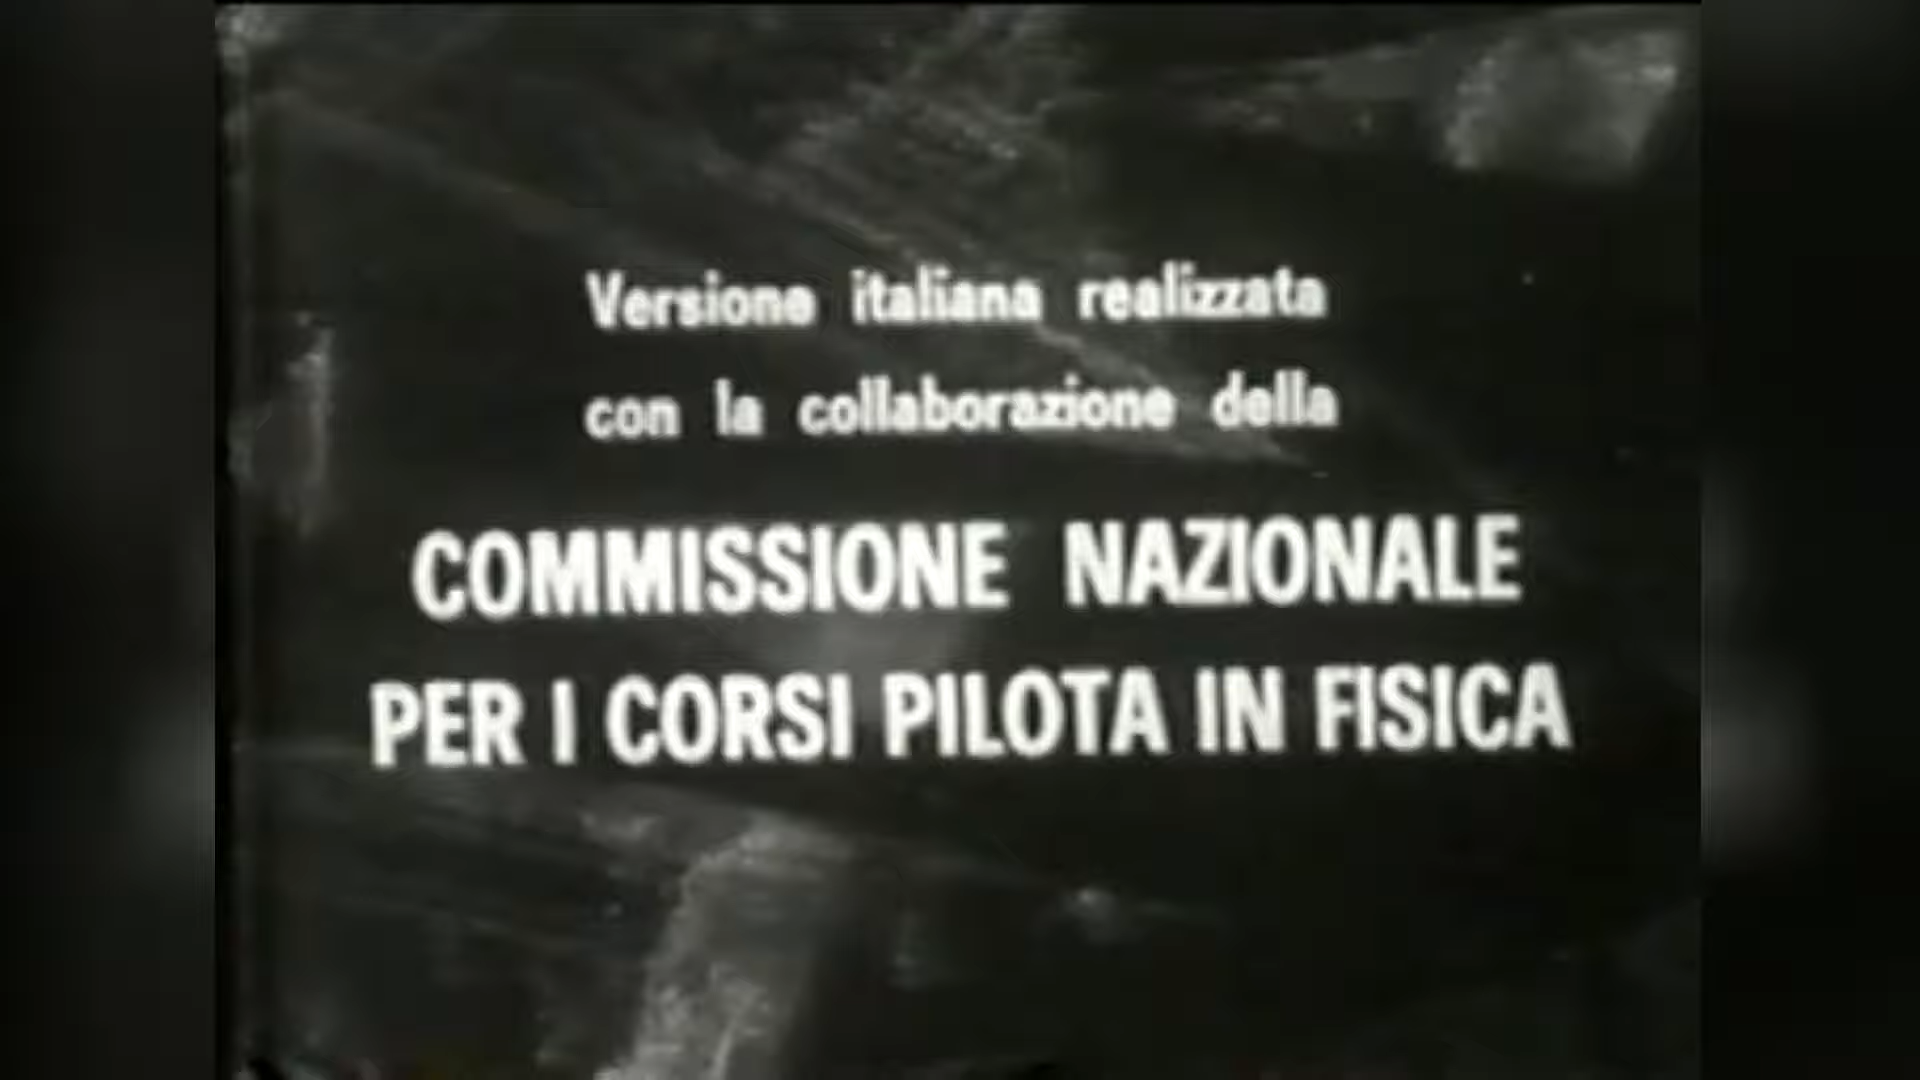 Versione italiana realizzata
con la collaborazione della
COMMISSIONE NAZIONALE
PER I CORSI PILOTA IN FISICA